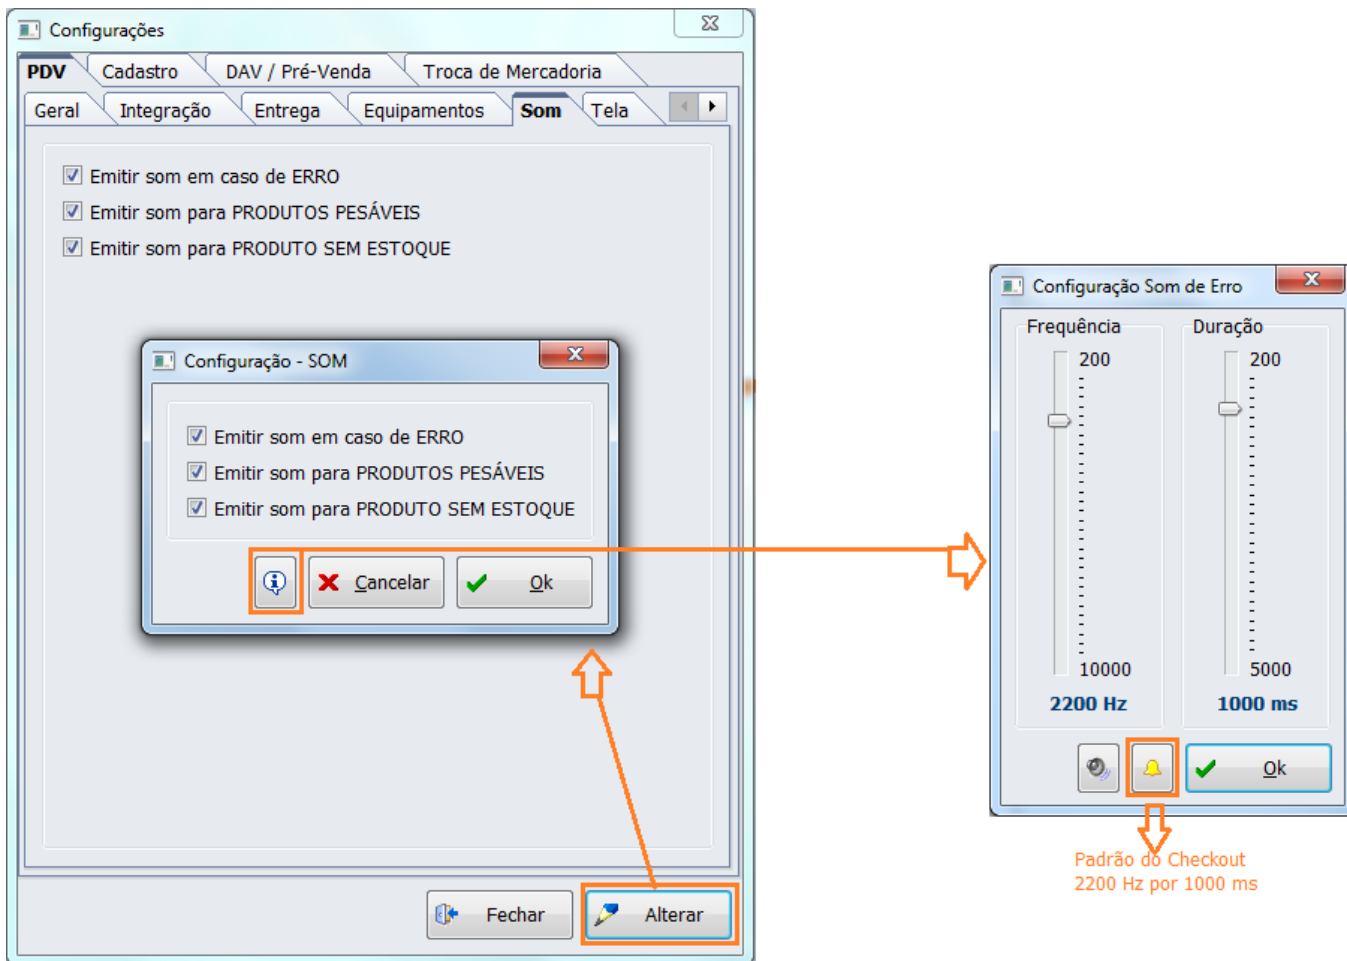 Configurações
PDV Cadastro DAV / Pré-Venda Troca de Mercadoria
Geral Integração Entrega Equipamentos Som Tela
Emitir som em caso de ERRO
Emitir som para PRODUTOS PESÁVEIS
Emitir som para PRODUTO SEM ESTOQUE
Configuração - SOM
Emitir som em caso de ERRO
Emitir som para PRODUTOS PESÁVEIS
Emitir som para PRODUTO SEM ESTOQUE
Cancelar Ok
Fechar Alterar
Configuração Som de Erro
Frequência Duração
200 200
10000 5000
2200 Hz 1000 ms
Ok
Padrão do Checkout
2200 Hz por 1000 ms